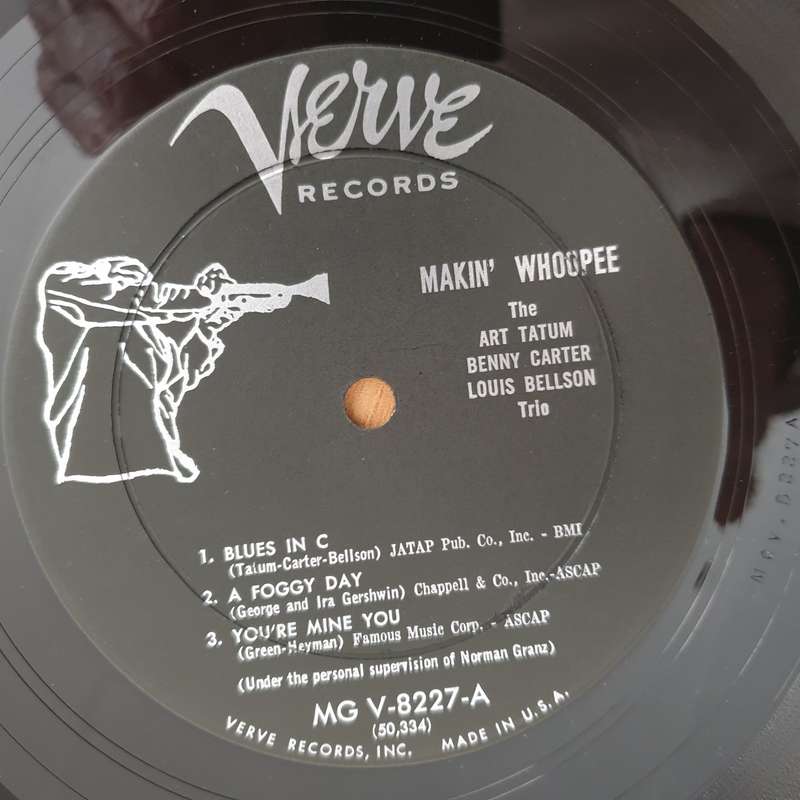 Verve
RECORDS
MAKIN' WHOOPEE
The
ART TATUM
BENNY CARTER
LOUIS BELLSON
Trio
1. BLUES IN C
(Tatum-Carter-Bellson) JATAP Pub. Co., Inc. - BMI
2. A FOGGY DAY
(George and Ira Gershwin) Chappell & Co., Inc.-ASCAP
3. YOU'RE MINE YOU
(Green-Heyman) Famous Music Corp. - ASCAP
(Under the personal supervision of Norman Granz)
MG V-8227-A
(50,334)
VERVE RECORDS, INC. MADE IN U.S.A.
MGV-8227A